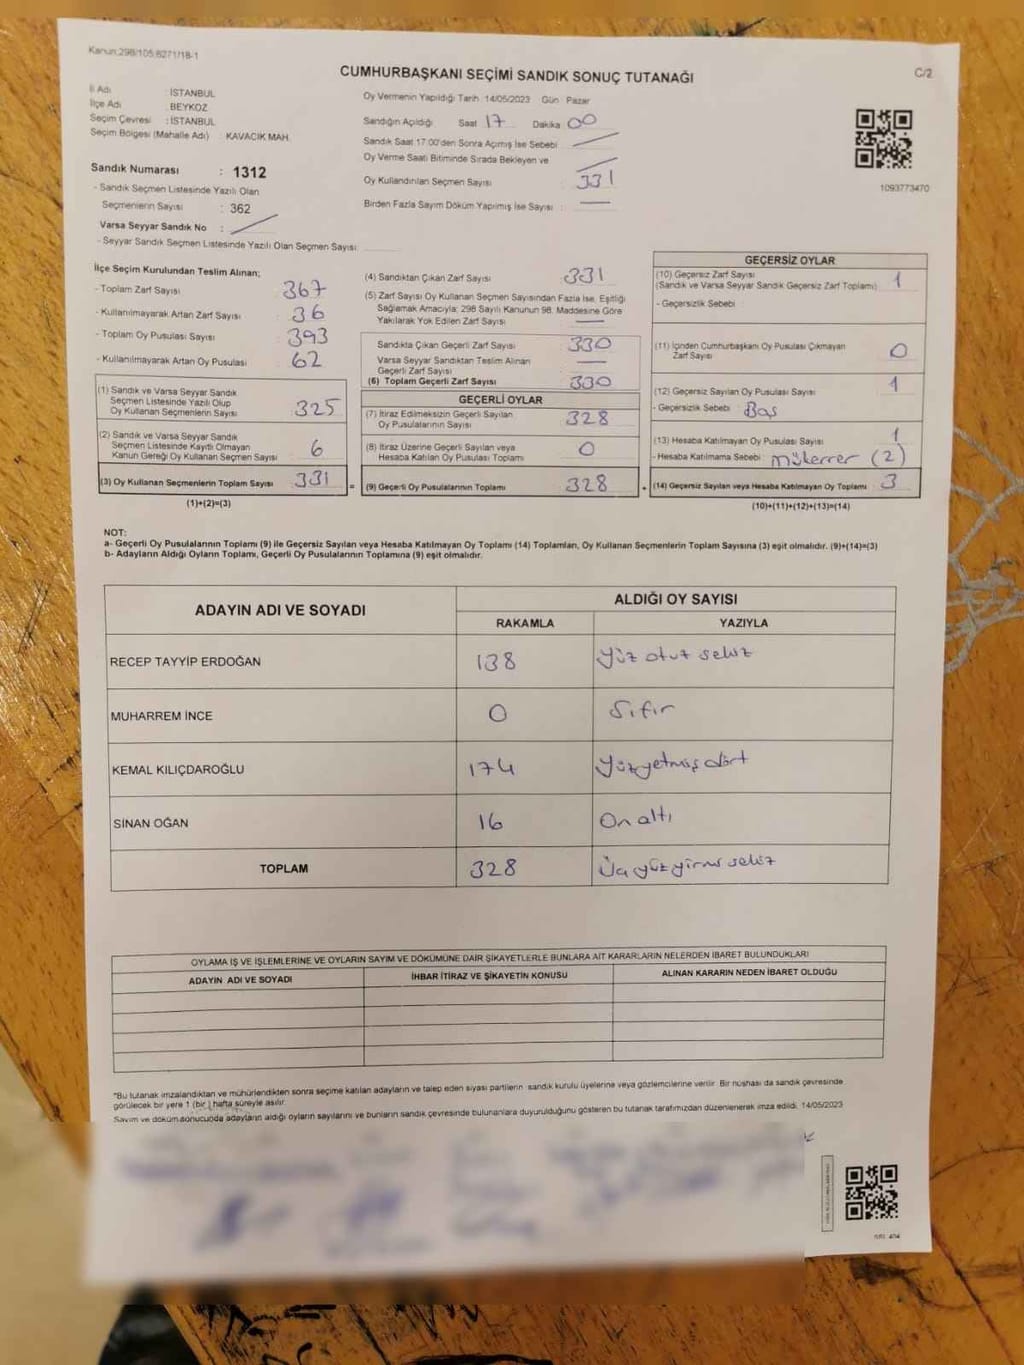 Kanun:298/105,6271/18-1
C/2
CUMHURBAŞKANI SEÇİMİ SANDIK SONUÇ TUTANAĞI
İl Adı : İSTANBUL
İlçe Adı : BEYKOZ
Seçim Çevresi : İSTANBUL
Seçim Bölgesi (Mahalle Adı) : KAVACIK MAH.
Sandık Numarası : 1312
- Sandık Seçmen Listesinde Yazılı Olan
Seçmenlerin Sayısı : 362
Varsa Seyyar Sandık No :
- Seyyar Sandık Seçmen Listesinde Yazılı Olan Seçmen Sayısı:
Oy Vermenin Yapıldığı Tarih 14/05/2023 Gün Pazar
Sandığın Açıldığı Saat 17 Dakika 00
Sandık Saat 17:00'den Sonra Açılmış İse Sebebi
Oy Verme Saati Bitiminde Sırada Bekleyen ve
Oy Kullandırılan Seçmen Sayısı : 331
Birden Fazla Sayım Döküm Yapılmış İse Sayısı :
1093773470
İlçe Seçim Kurulundan Teslim Alınan;
- Toplam Zarf Sayısı : 367
- Kullanılmayarak Artan Zarf Sayısı : 36
- Toplam Oy Pusulası Sayısı : 393
- Kullanılmayarak Artan Oy Pusulası : 62
(1) Sandık ve Varsa Seyyar Sandık
Seçmen Listesinde Yazılı Olup
Oy Kullanan Seçmenlerin Sayısı : 325
(2) Sandık ve Varsa Seyyar Sandık
Seçmen Listesinde Kayıtlı Olmayan
Kanun Gereği Oy Kullanan Seçmen Sayısı : 6
(3) Oy Kullanan Seçmenlerin Toplam Sayısı : 331 =
(1)+(2)=(3)
(4) Sandıktan Çıkan Zarf Sayısı : 331
(5) Zarf Sayısı Oy Kullanan Seçmen Sayısından Fazla İse, Eşitliği
Sağlamak Amacıyla; 298 Sayılı Kanunun 98. Maddesine Göre
Yakılarak Yok Edilen Zarf Sayısı :
Sandıkla Çıkan Geçerli Zarf Sayısı : 330
Varsa Seyyar Sandıktan Teslim Alınan
Geçerli Zarf Sayısı :
(6) Toplam Geçerli Zarf Sayısı : 330
GEÇERLİ OYLAR
(7) İtiraz Edilmeksizin Geçerli Sayılan
Oy Pusulalarının Sayısı : 328
(8) İtiraz Üzerine Geçerli Sayılan veya
Hesaba Katılan Oy Pusulası Toplamı : 0
(9) Geçerli Oy Pusulalarının Toplamı : 328 +
GEÇERSİZ OYLAR
(10) Geçersiz Zarf Sayısı
(Sandık ve Varsa Seyyar Sandık Geçersiz Zarf Toplamı) : 1
- Geçersizlik Sebebi :
(11) İçinden Cumhurbaşkanı Oy Pusulası Çıkmayan
Zarf Sayısı : 0
(12) Geçersiz Sayılan Oy Pusulası Sayısı : 1
- Geçersizlik Sebebi : Boş
(13) Hesaba Katılmayan Oy Pusulası Sayısı : 1
- Hesaba Katılmama Sebebi : Mükerrer (2)
(14) Geçersiz Sayılan veya Hesaba Katılmayan Oy Toplamı : 3
(10)+(11)+(12)+(13)=(14)
NOT:
a- Geçerli Oy Pusulalarının Toplamı (9) ile Geçersiz Sayılan veya Hesaba Katılmayan Oy Toplamı (14) Toplamları, Oy Kullanan Seçmenlerin Toplam Sayısına (3) eşit olmalıdır. (9)+(14)=(3)
b- Adayların Aldığı Oyların Toplamı, Geçerli Oy Pusulalarının Toplamına (9) eşit olmalıdır.
ADAYIN ADI VE SOYADI ALDIĞI OY SAYISI
RAKAMLA YAZIYLA
RECEP TAYYİP ERDOĞAN 138 Yüz otuz sekiz
MUHARREM İNCE 0 Sıfır
KEMAL KILIÇDAROĞLU 174 Yüzyetmiş dört
SİNAN OĞAN 16 On altı
TOPLAM 328 Üçyüzyirmi sekiz
OYLAMA İŞ VE İŞLEMLERİNE VE OYLARIN SAYIM VE DÖKÜMÜNE DAİR ŞİKAYETLERLE BUNLARA AİT KARARLARIN NELERDEN İBARET BULUNDUKLARI
ADAYIN ADI VE SOYADI İHBAR İTİRAZ VE ŞİKAYETİN KONUSU ALINAN KARARIN NEDEN İBARET OLDUĞU
*Bu tutanak imzalandıktan ve mühürlendikten sonra seçime katılan adayların ve talep eden siyasi partilerin sandık kurulu üyelerine veya gözlemcilerine verilir. Bir nüshası da sandık çevresinde
görülecek bir yere 1 (bir) hafta süreyle asılır.
Sayım ve döküm sonucunda adayların aldığı oyların sayılarını ve bunların sandık çevresinde bulunanlara duyurulduğunu gösteren bu tutanak tarafımızdan düzenlenerek imza edildi. 14/05/2023